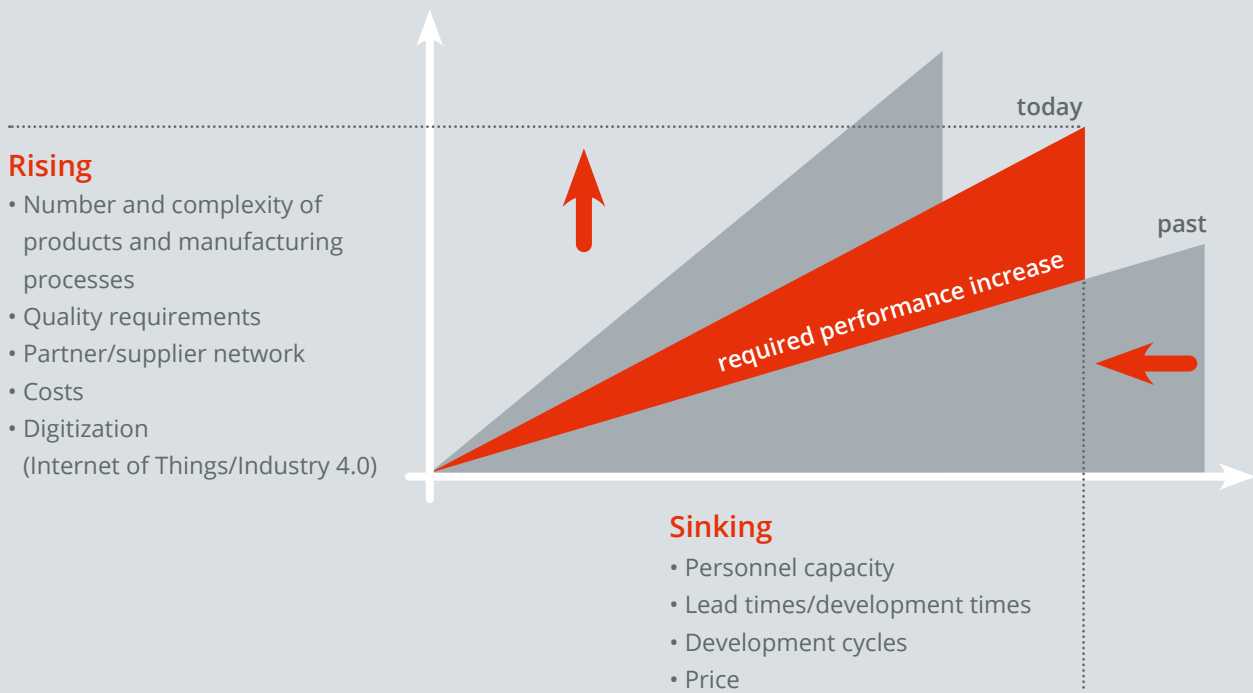 today
Rising
• Number and complexity of
products and manufacturing
processes
• Quality requirements
• Partner/supplier network
• Costs
• Digitization
(Internet of Things/Industry 4.0)
past
required performance increase
Sinking
• Personnel capacity
• Lead times/development times
• Development cycles
• Price